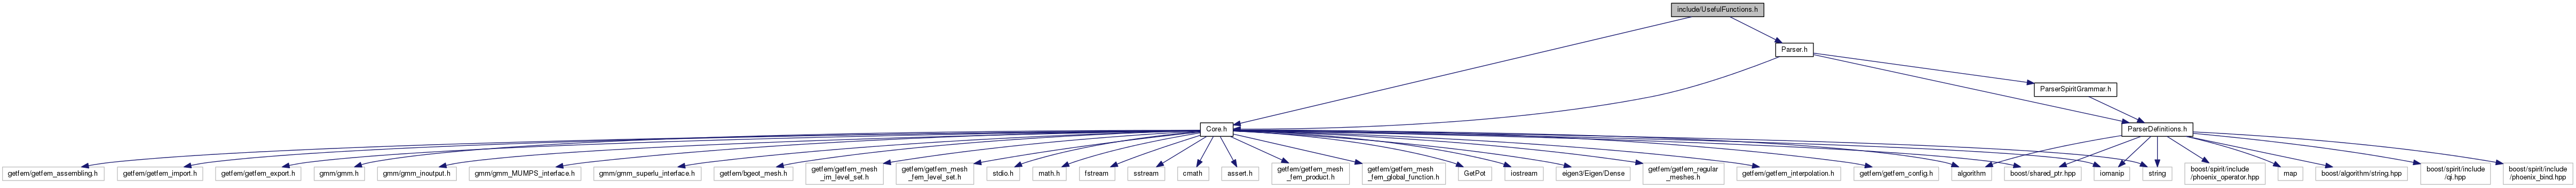 include/UsefulFunctions.h
Parser.h
ParserSpiritGrammar.h
Core.h
ParserDefinitions.h
getfem/getfem_assembling.h
getfem/getfem_import.h
getfem/getfem_export.h
gmm/gmm.h
gmm/gmm_inoutput.h
gmm/gmm_MUMPS_interface.h
gmm/gmm_superlu_interface.h
getfem/bgeot_mesh.h
getfem/getfem_mesh
_im_level_set.h
getfem/getfem_mesh
_fem_level_set.h
stdio.h
math.h
fstream
sstream
cmath
assert.h
getfem/getfem_mesh
_fem_product.h
getfem/getfem_mesh
_fem_global_function.h
GetPot
iostream
eigen3/Eigen/Dense
getfem/getfem_regular
_meshes.h
getfem/getfem_interpolation.h
getfem/getfem_config.h
algorithm
boost/shared_ptr.hpp
iomanip
string
boost/spirit/include
/phoenix_operator.hpp
map
boost/algorithm/string.hpp
boost/spirit/include
/qi.hpp
boost/spirit/include
/phoenix_bind.hpp